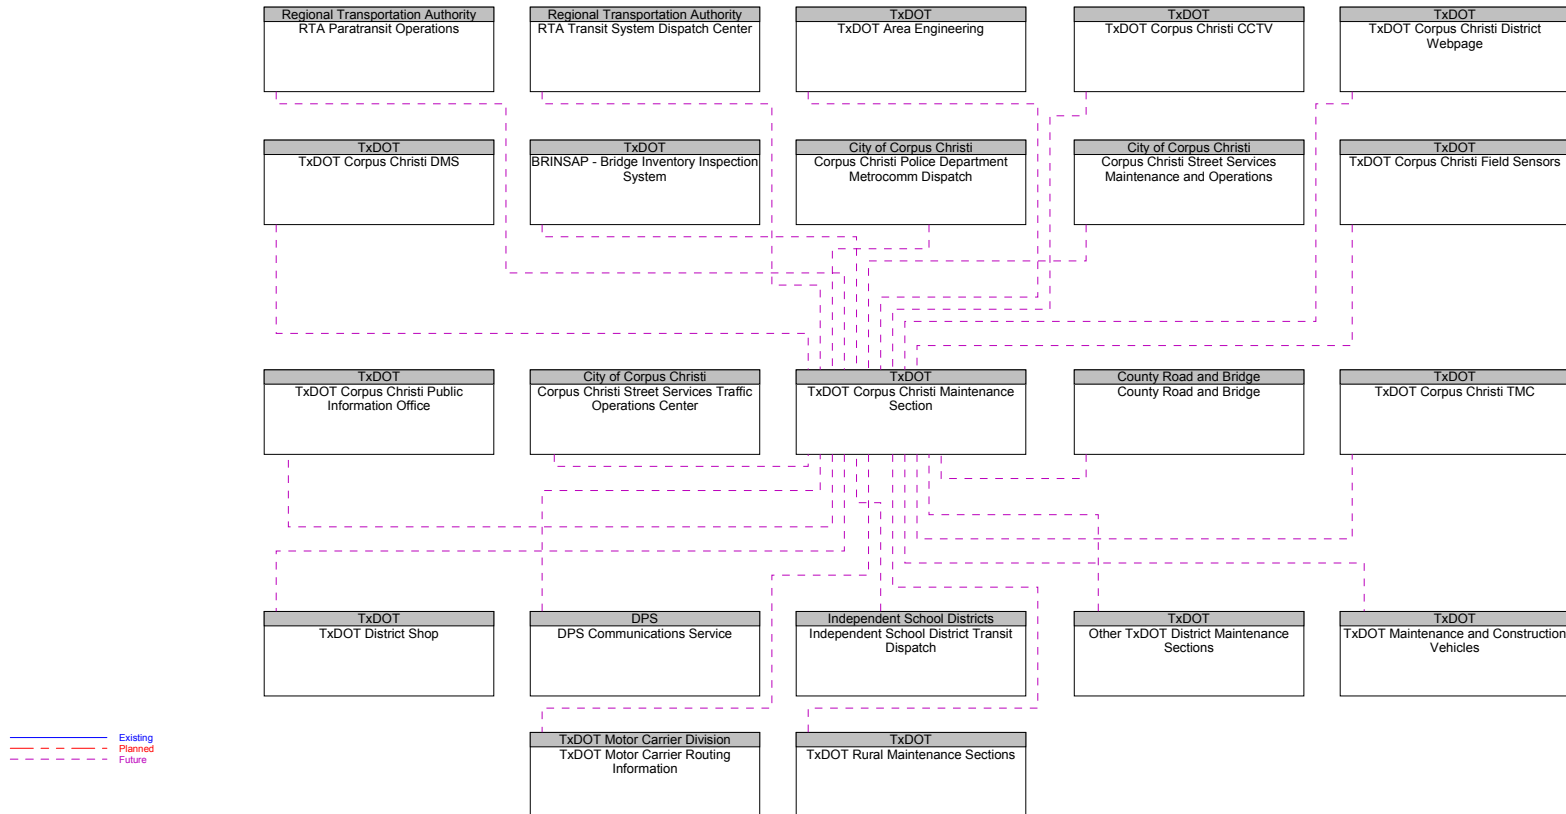 Regional Transportation Authority
RTA Paratransit Operations
Regional Transportation Authority
RTA Transit System Dispatch Center
TxDOT
TxDOT Area Engineering
TxDOT
TxDOT Corpus Christi CCTV
TxDOT
TxDOT Corpus Christi District
Webpage
TxDOT
TxDOT Corpus Christi DMS
TxDOT
BRINSAP - Bridge Inventory Inspection
System
City of Corpus Christi
Corpus Christi Police Department
Metrocomm Dispatch
City of Corpus Christi
Corpus Christi Street Services
Maintenance and Operations
TxDOT
TxDOT Corpus Christi Field Sensors
TxDOT
TxDOT Corpus Christi Public
Information Office
City of Corpus Christi
Corpus Christi Street Services Traffic
Operations Center
TxDOT
TxDOT Corpus Christi Maintenance
Section
County Road and Bridge
County Road and Bridge
TxDOT
TxDOT Corpus Christi TMC
TxDOT
TxDOT District Shop
DPS
DPS Communications Service
Independent School Districts
Independent School District Transit
Dispatch
TxDOT
Other TxDOT District Maintenance
Sections
TxDOT
TxDOT Maintenance and Construction
Vehicles
TxDOT Motor Carrier Division
TxDOT Motor Carrier Routing
Information
TxDOT
TxDOT Rural Maintenance Sections
Existing
Planned
Future